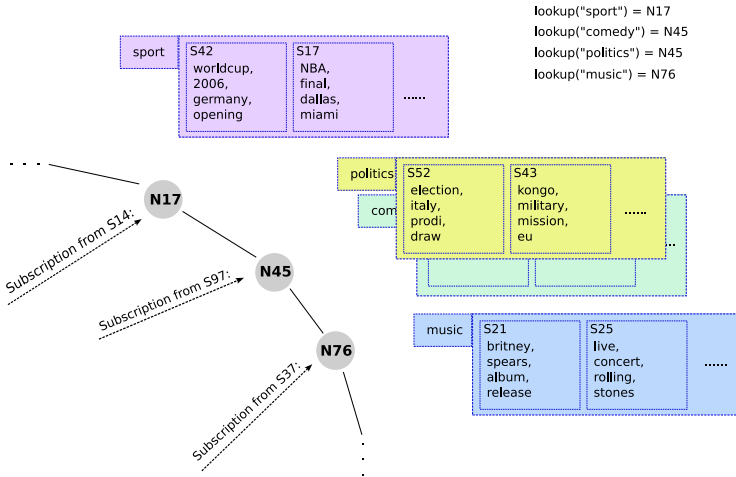 lookup("sport") = N17
lookup("comedy") = N45
lookup("politics") = N45
lookup("music") = N76
sport
S42
worldcup,
2006,
germany,
opening
S17
NBA,
final,
dallas,
miami
......
. . .
N17
Subscription from S14:
politics
S52
election,
italy,
prodi,
draw
S43
kongo,
military,
mission,
eu
......
com
N45
Subscription from S97:
music
S21
britney,
spears,
album,
release
S25
live,
concert,
rolling,
stones
......
N76
Subscription from S37: